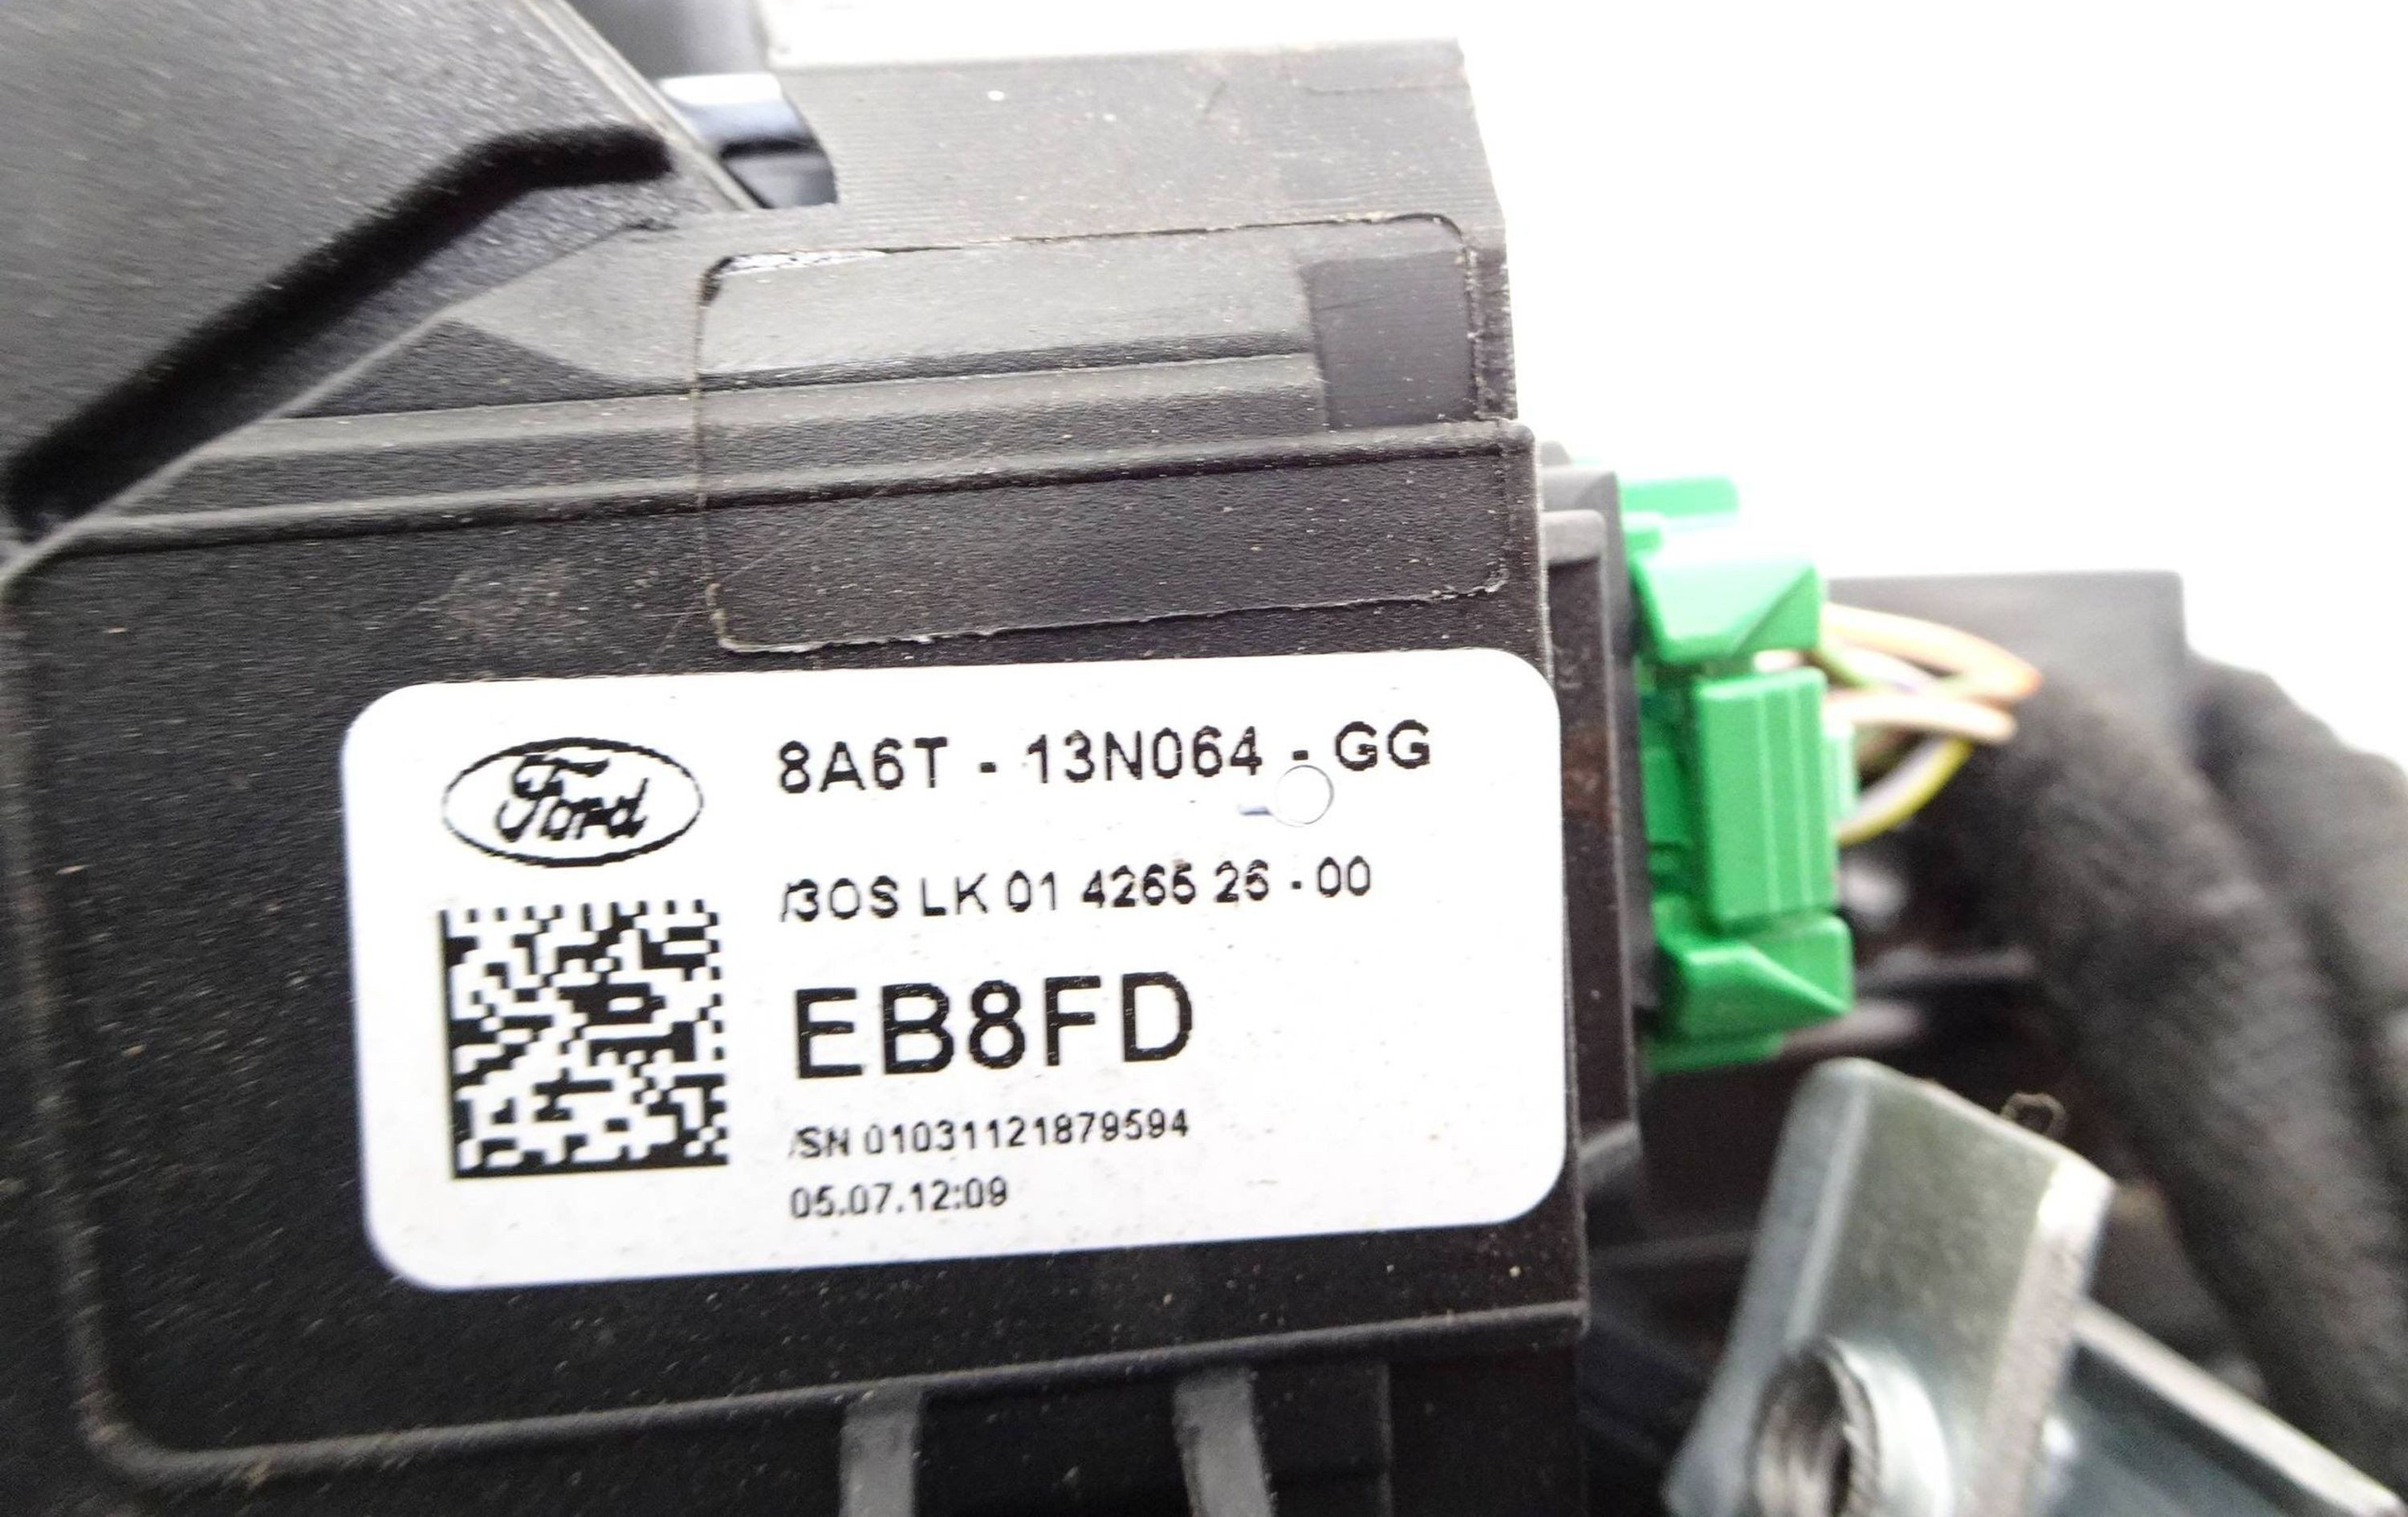 Ford
8A6T - 13N064 - GG
/3OS LK 01 4265 26 - 00
EB8FD
/SN 01031121879594
05.07.12:09